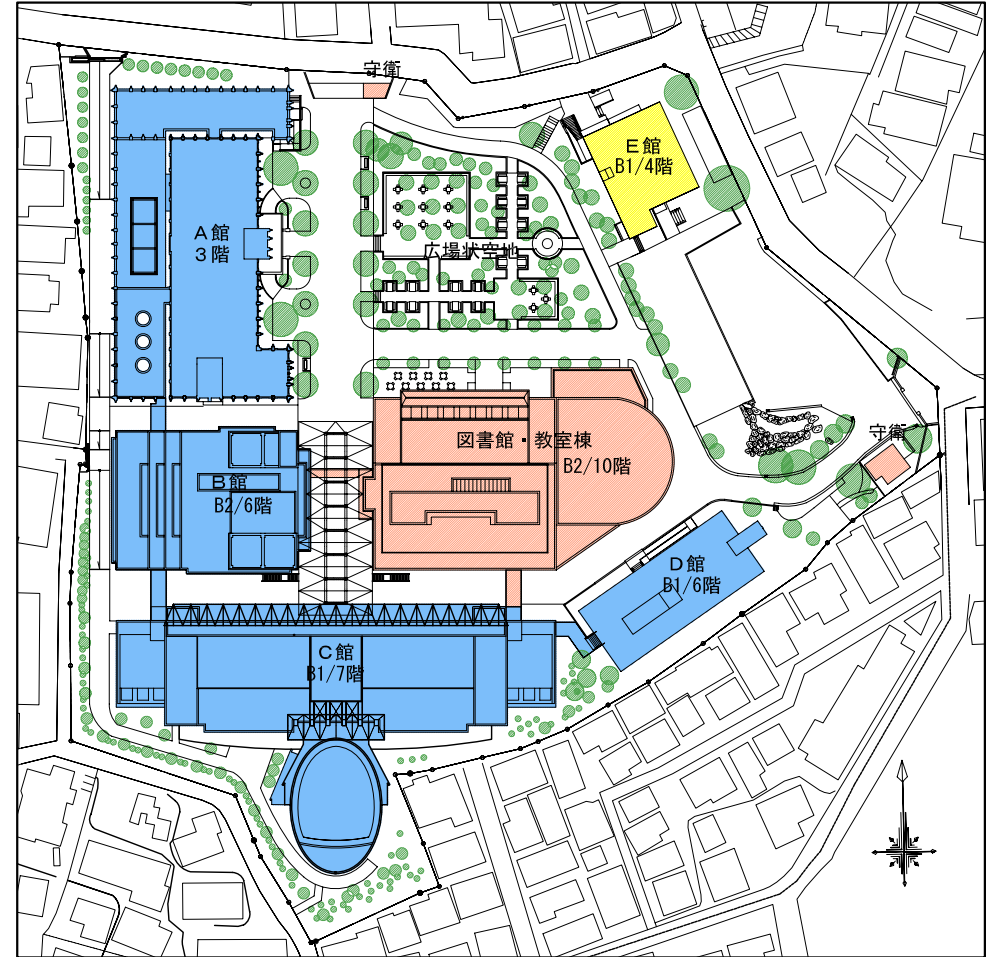 守衛
E館
B1/4階
A館
3階
広場状空地
守衛
図書館・教室棟
B2/10階
B館
B2/6階
D館
B1/6階
C館
B1/7階